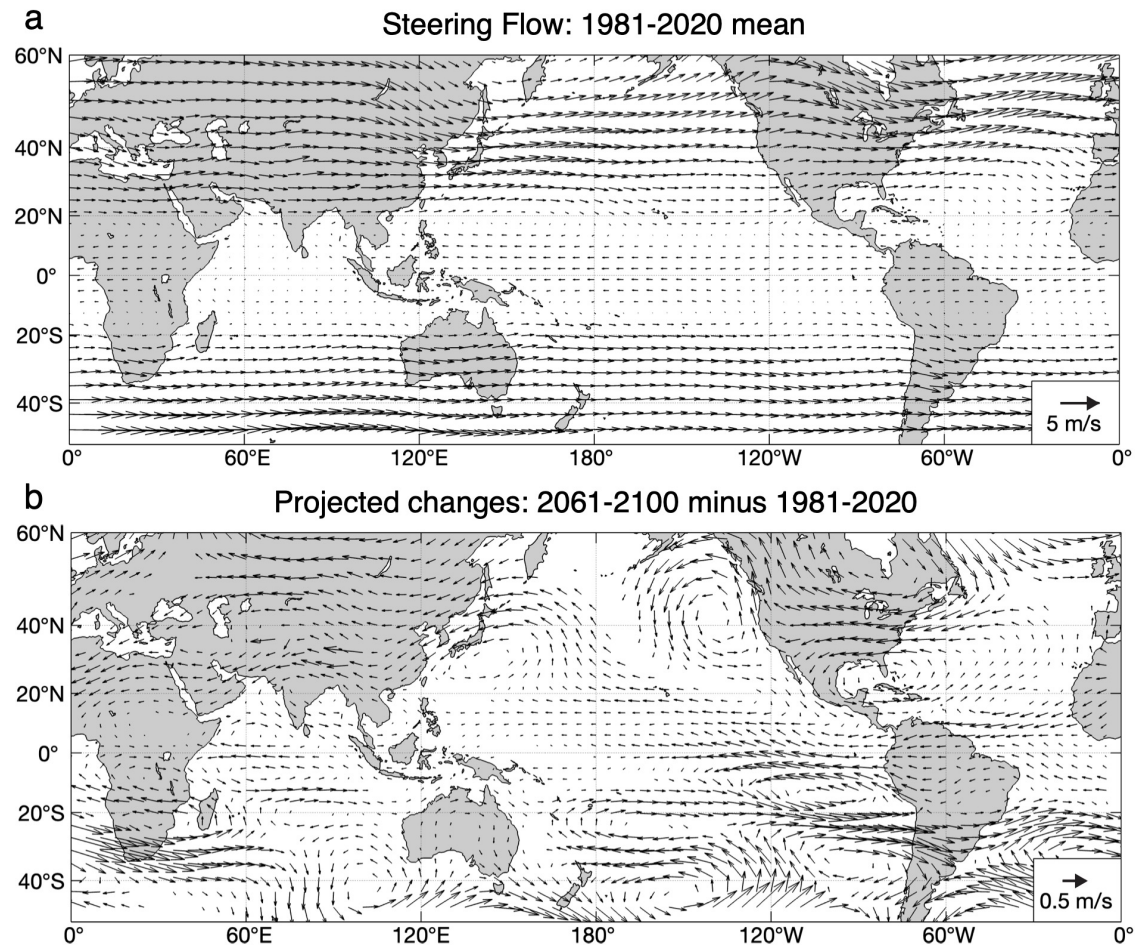 a
Steering Flow: 1981-2020 mean
60°N
40°N
20°N
0°
20°S
40°S
5 m/s
0° 60°E 120°E 180° 120°W 60°W 0°
b
Projected changes: 2061-2100 minus 1981-2020
60°N
40°N
20°N
0°
20°S
40°S
0.5 m/s
0° 60°E 120°E 180° 120°W 60°W 0°